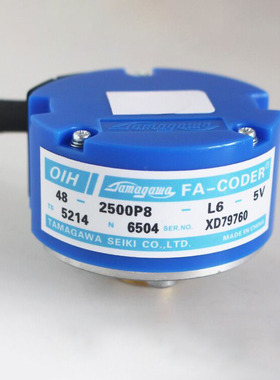 OIH Tamagawa FA-CODER
48 - 2500P8 - L6 - 5V
TS 5214 N 6504 SER.NO. XD79760
TAMAGAWA SEIKI CO.,LTD. MADE IN CHINA